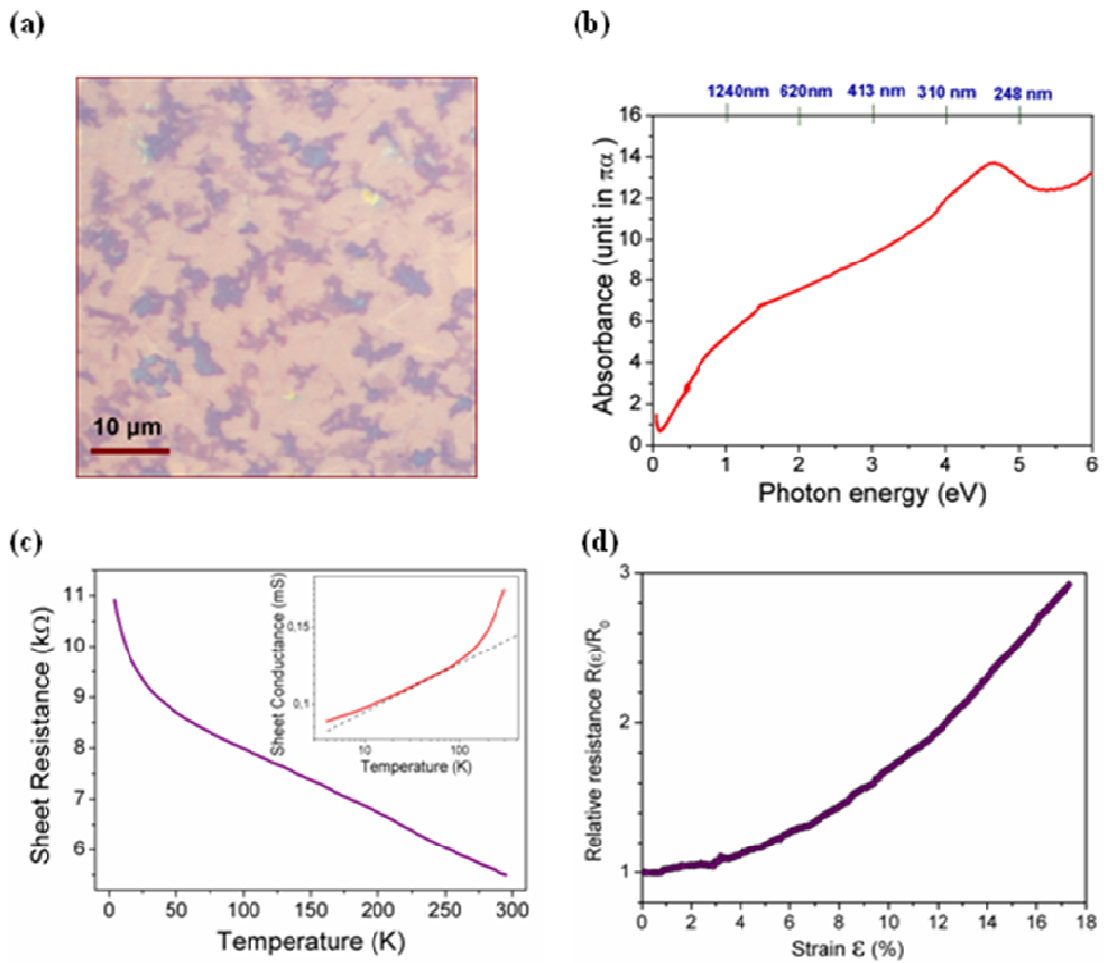 (a)
10 μm
(b)
1240nm 620nm 413 nm 310 nm 248 nm
16
14
12
10
8
6
4
2
0
Absorbance (unit in πα)
0 1 2 3 4 5 6
Photon energy (eV)
(c)
11
10
9
8
7
6
Sheet Resistance (kΩ)
0 50 100 150 200 250 300
Temperature (K)
Sheet Conductance (mS)
0,15
0,1
10 100
Temperature (K)
(d)
3
2
1
Relative resistance R(ε)/R0
0 2 4 6 8 10 12 14 16 18
Strain ε (%)